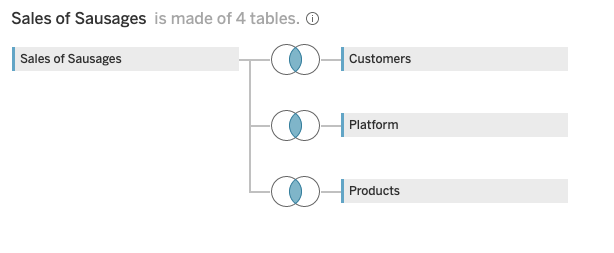 Sales of Sausages is made of 4 tables.
Sales of Sausages
Customers
Platform
Products